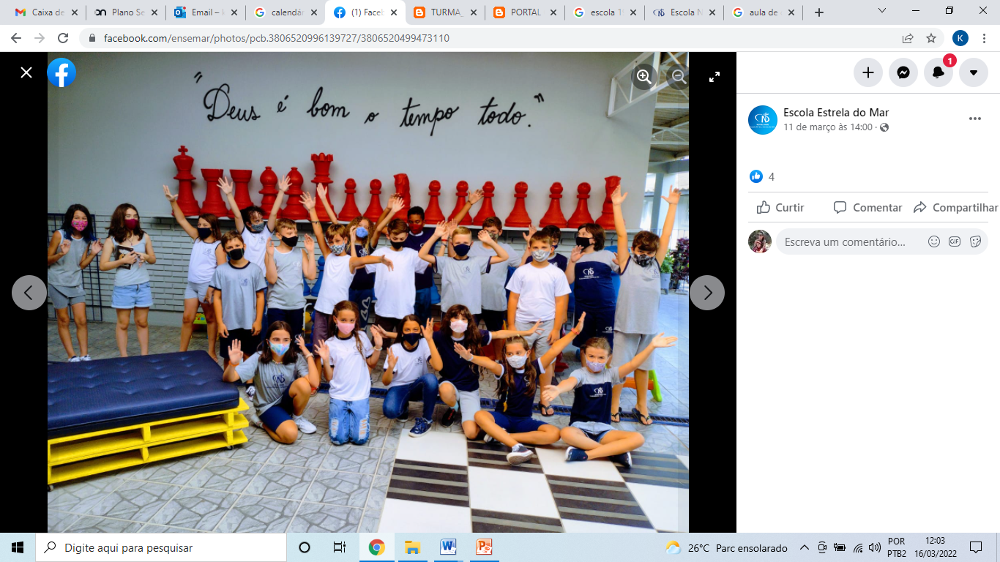 Caixa de
Plano Se
Email –
calendár
(1) Faceb
TURMA_
PORTAL
escola 1
Escola N
aula de
facebook.com/ensemar/photos/pcb.3806520996139727/3806520499473110
K
"Deus é bom o tempo todo."
1
Escola Estrela do Mar
11 de março às 14:00 ·
4
Curtir
Comentar
Compartilhar
Escreva um comentário...
GIF
Digite aqui para pesquisar
26°C Parc ensolarado
POR
PTB2
12:03
16/03/2022